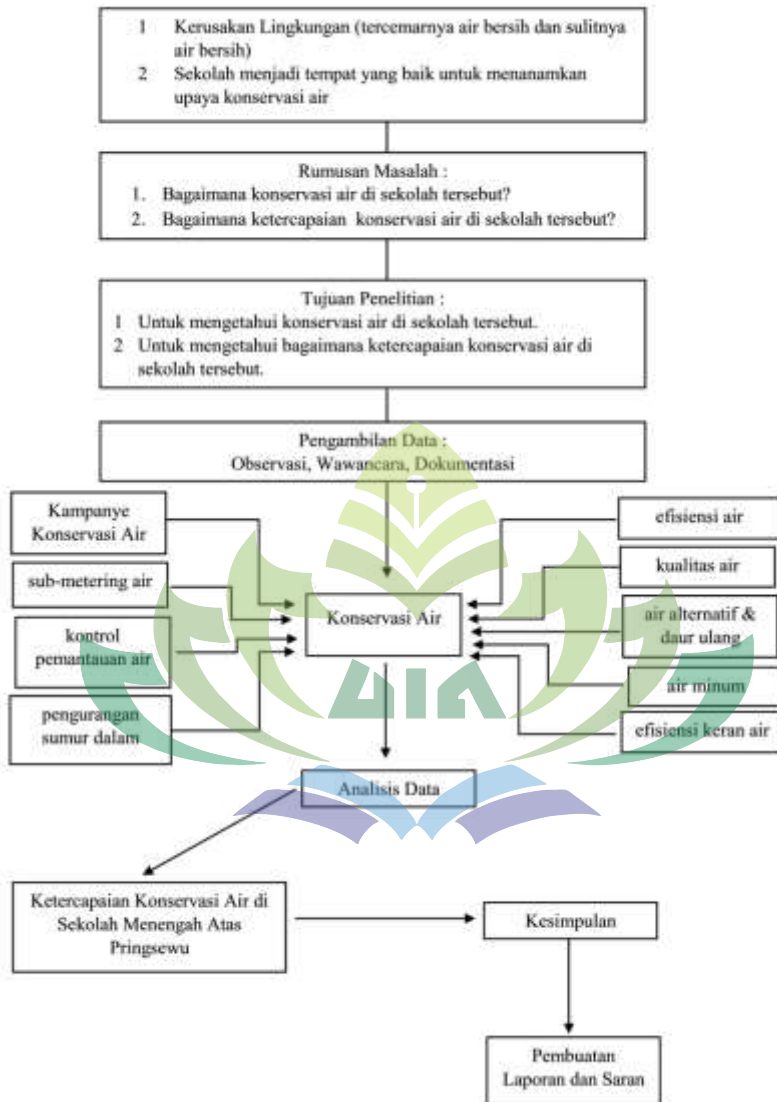 1 Kerusakan Lingkungan (tercemarnya air bersih dan sulitnya
air bersih)
2 Sekolah menjadi tempat yang baik untuk menanamkan
upaya konservasi air
Rumusan Masalah :
1. Bagaimana konservasi air di sekolah tersebut?
2. Bagaimana ketercapaian konservasi air di sekolah tersebut?
Tujuan Penelitian :
1 Untuk mengetahui konservasi air di sekolah tersebut.
2 Untuk mengetahui bagaimana ketercapaian konservasi air di
sekolah tersebut.
Pengambilan Data :
Observasi, Wawancara, Dokumentasi
Kampanye
Konservasi Air
sub-metering air
kontrol
pemantauan air
pengurangan
sumur dalam
Konservasi Air
efisiensi air
kualitas air
air alternatif &
daur ulang
air minum
efisiensi keran air
UIN
Analisis Data
Ketercapaian Konservasi Air di
Sekolah Menengah Atas
Pringsewu
Kesimpulan
Pembuatan
Laporan dan Saran